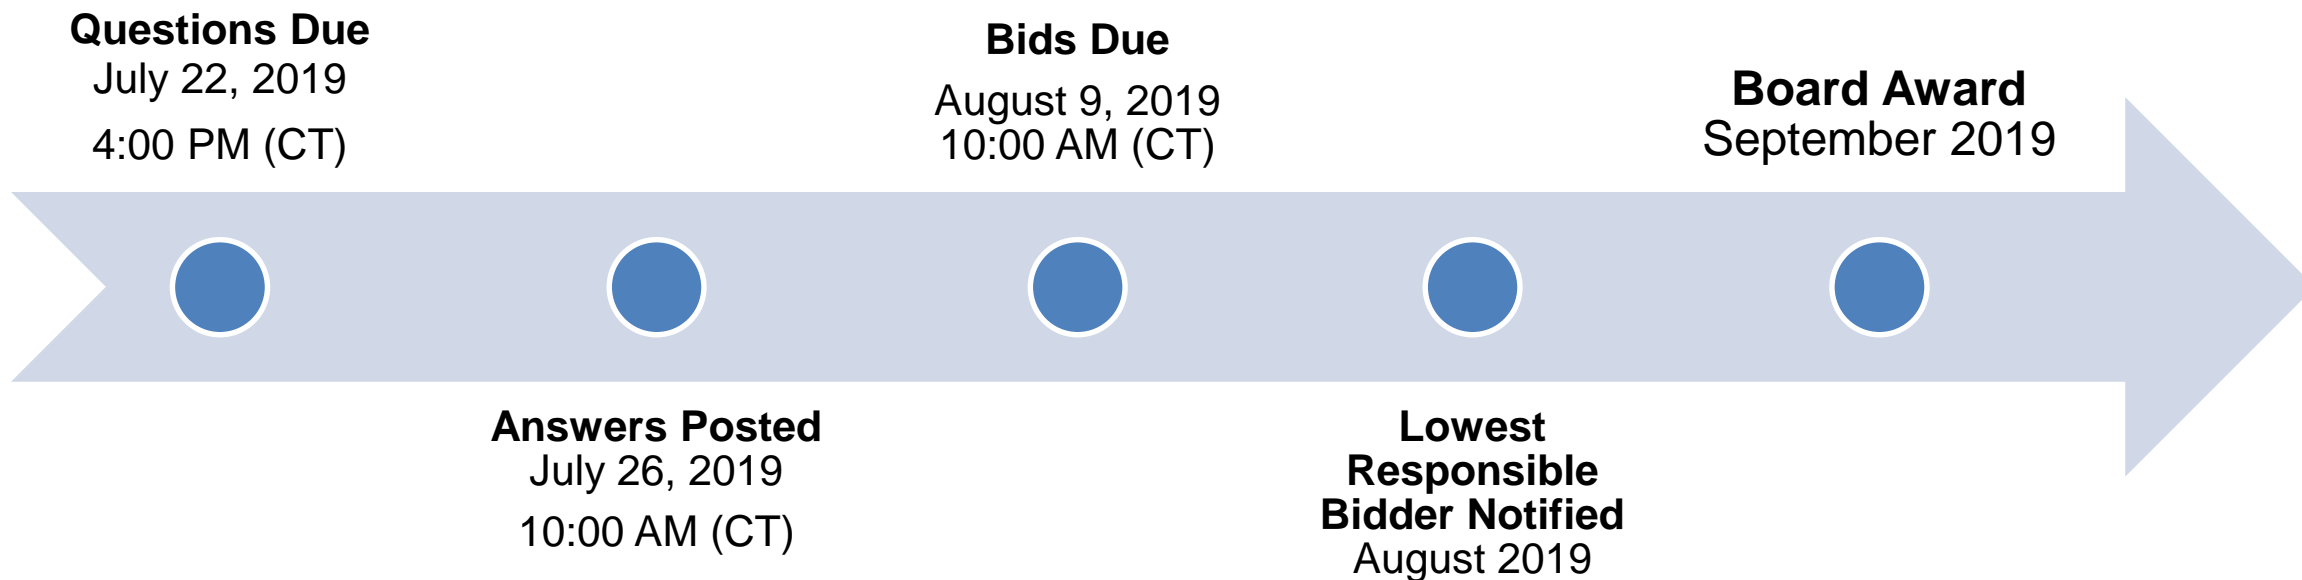 Questions Due
July 22, 2019
4:00 PM (CT)
Answers Posted
July 26, 2019
10:00 AM (CT)
Bids Due
August 9, 2019
10:00 AM (CT)
Lowest
Responsible
Bidder Notified
August 2019
Board Award
September 2019